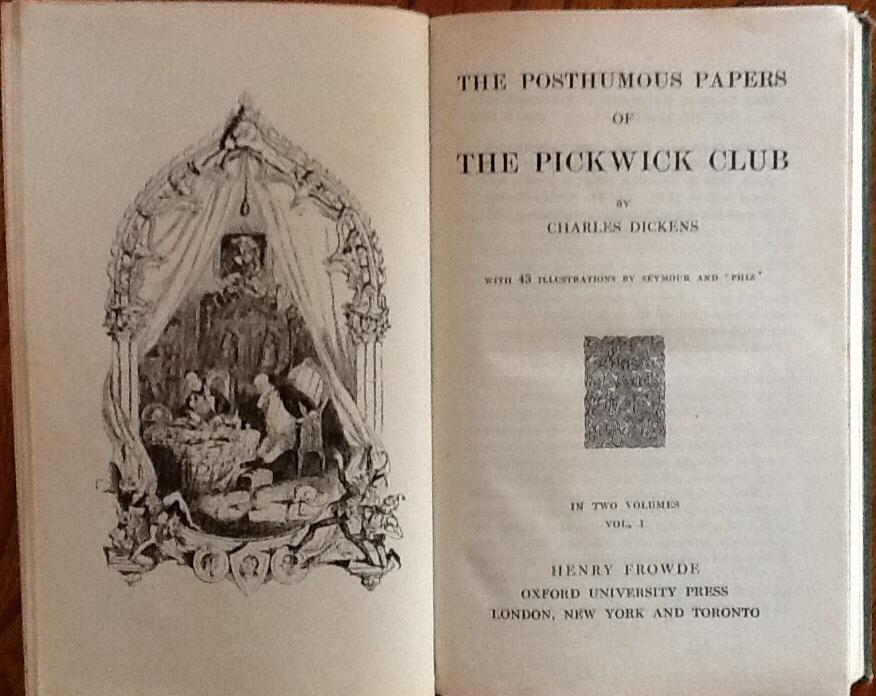 THE POSTHUMOUS PAPERS
OF
THE PICKWICK CLUB
BY
CHARLES DICKENS
WITH 43 ILLUSTRATIONS BY SEYMOUR AND 'PHIZ'
IN TWO VOLUMES
VOL. I
HENRY FROWDE
OXFORD UNIVERSITY PRESS
LONDON, NEW YORK AND TORONTO